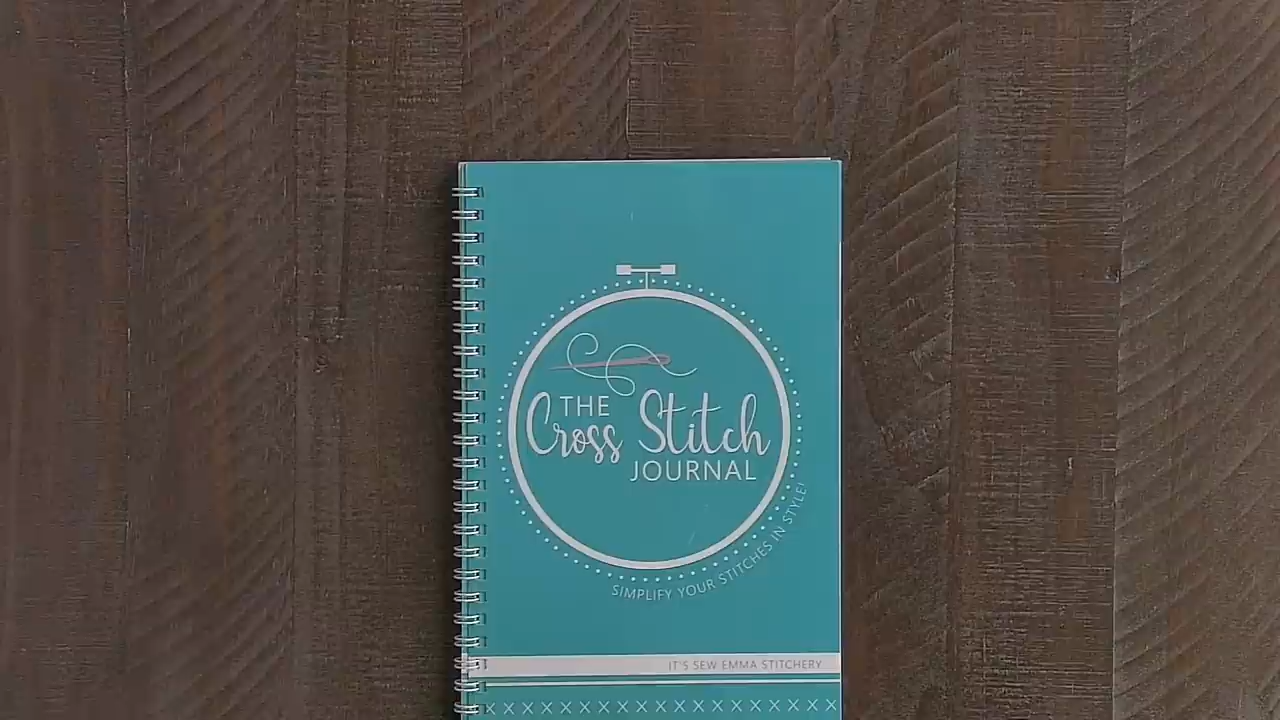 THE
Cross Stitch
JOURNAL
SIMPLIFY YOUR STITCHES IN STYLE!
IT'S SEW EMMA STITCHERY